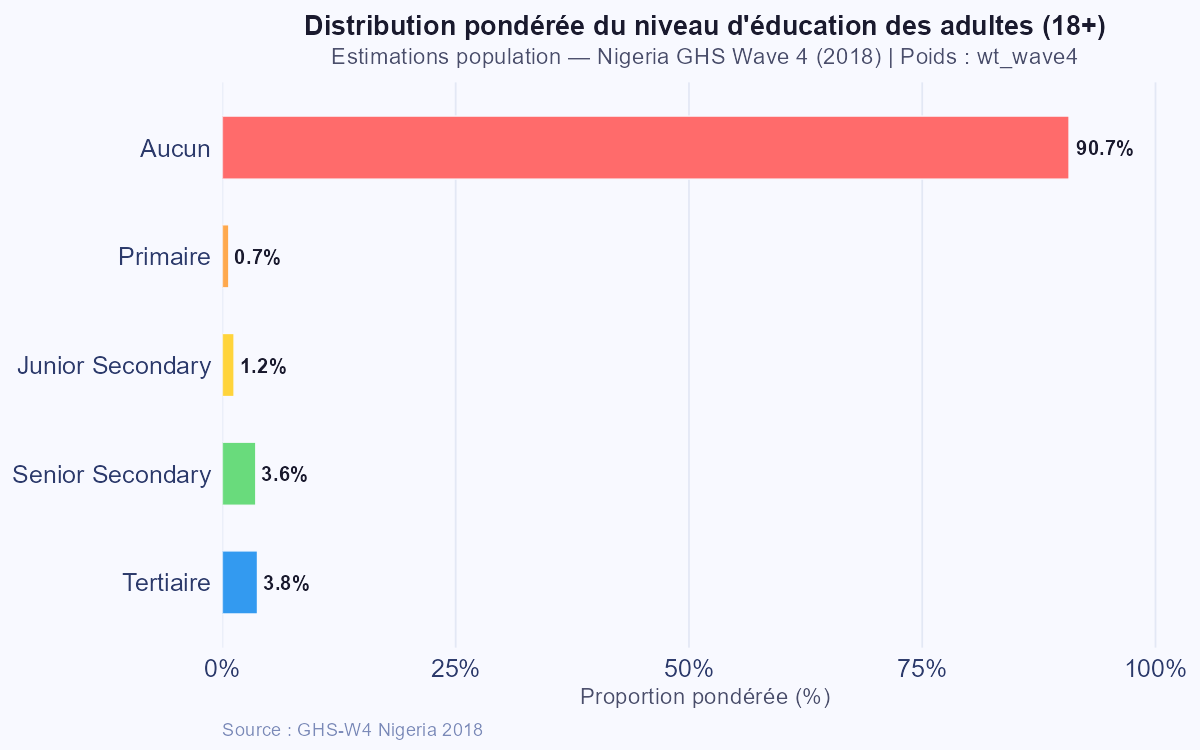 Distribution pondérée du niveau d'éducation des adultes (18+)
Estimations population — Nigeria GHS Wave 4 (2018) | Poids : wt_wave4
Aucun
90.7%
Primaire
0.7%
Junior Secondary
1.2%
Senior Secondary
3.6%
Tertiaire
3.8%
0%
25%
50%
75%
100%
Proportion pondérée (%)
Source : GHS-W4 Nigeria 2018